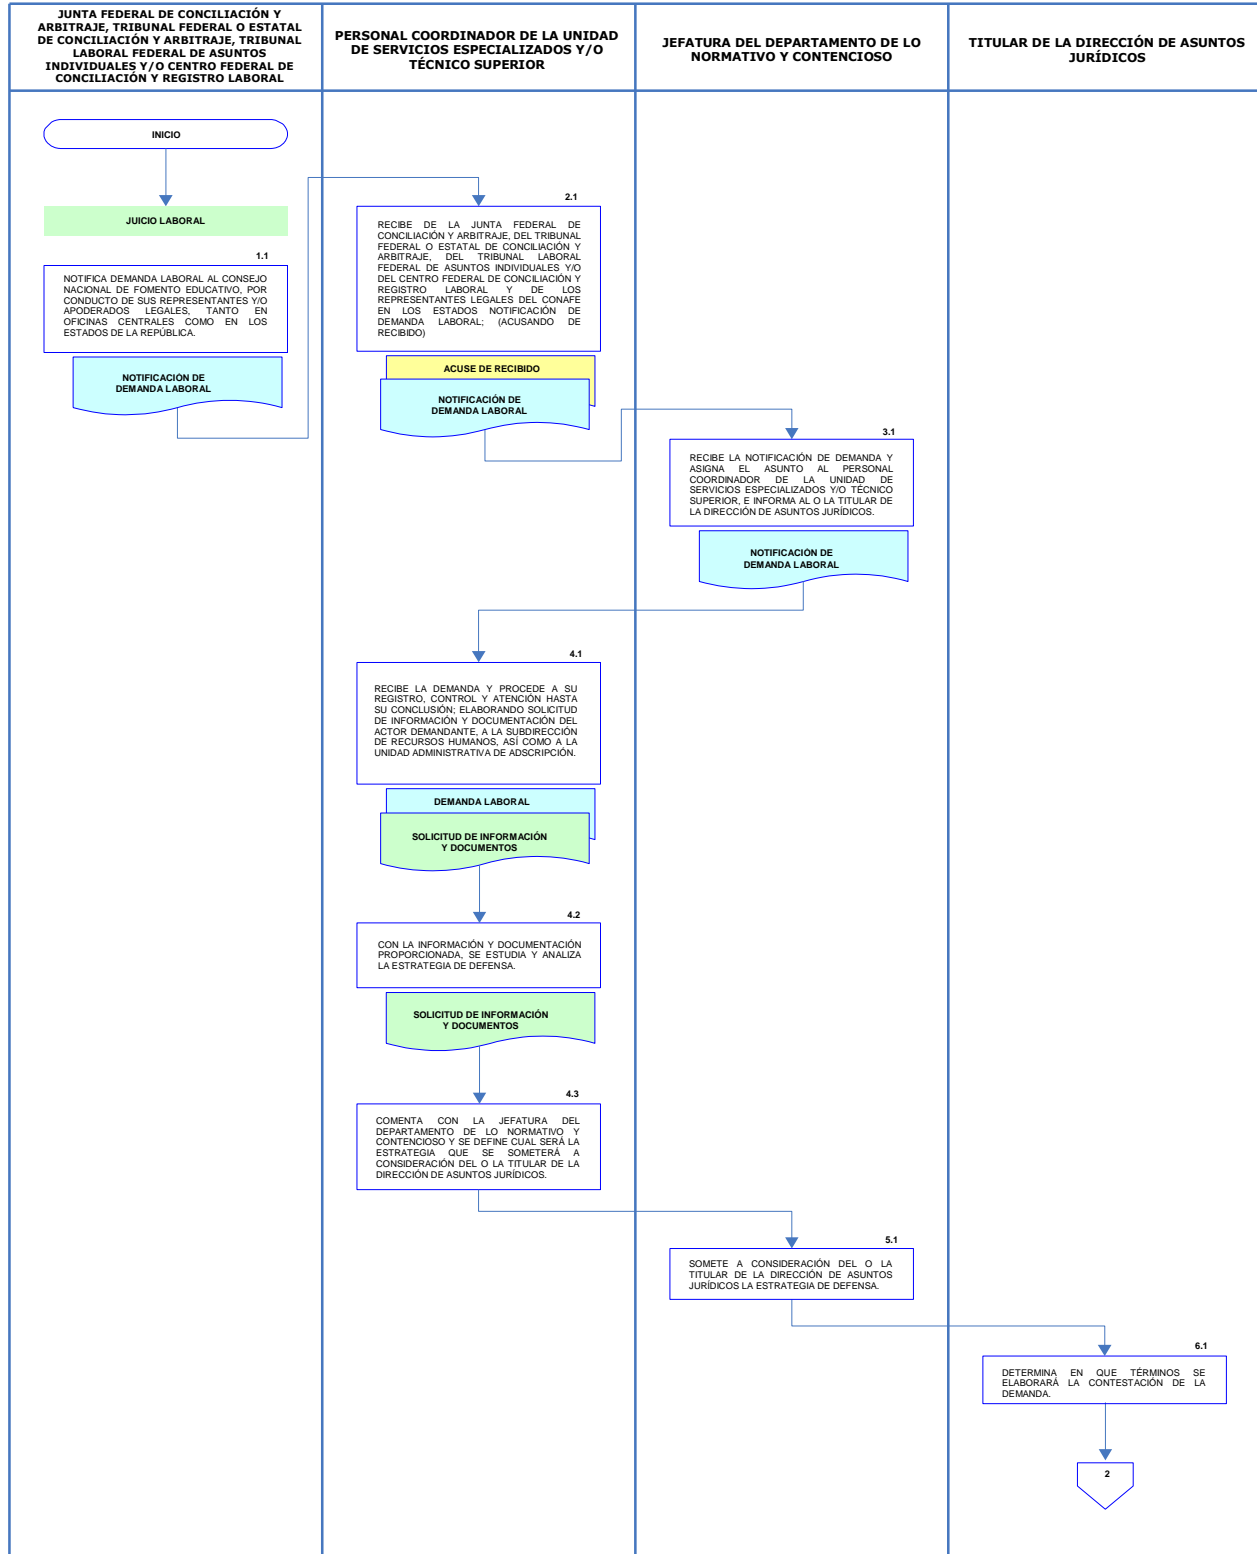 JUNTA FEDERAL DE CONCILIACIÓN Y
ARBITRAJE, TRIBUNAL FEDERAL O ESTATAL
DE CONCILIACIÓN Y ARBITRAJE, TRIBUNAL
LABORAL FEDERAL DE ASUNTOS
INDIVIDUALES Y/O CENTRO FEDERAL DE
CONCILIACIÓN Y REGISTRO LABORAL
PERSONAL COORDINADOR DE LA UNIDAD
DE SERVICIOS ESPECIALIZADOS Y/O
TÉCNICO SUPERIOR
JEFATURA DEL DEPARTAMENTO DE LO
NORMATIVO Y CONTENCIOSO
TITULAR DE LA DIRECCIÓN DE ASUNTOS
JURÍDICOS
INICIO
JUICIO LABORAL
1.1
NOTIFICA DEMANDA LABORAL AL CONSEJO
NACIONAL DE FOMENTO EDUCATIVO, POR
CONDUCTO DE SUS REPRESENTANTES Y/O
APODERADOS LEGALES, TANTO EN
OFICINAS CENTRALES COMO EN LOS
ESTADOS DE LA REPÚBLICA.
NOTIFICACIÓN DE
DEMANDA LABORAL
2.1
RECIBE DE LA JUNTA FEDERAL DE
CONCILIACIÓN Y ARBITRAJE, DEL TRIBUNAL
FEDERAL O ESTATAL DE CONCILIACIÓN Y
ARBITRAJE, DEL TRIBUNAL LABORAL
FEDERAL DE ASUNTOS INDIVIDUALES Y/O
DEL CENTRO FEDERAL DE CONCILIACIÓN Y
REGISTRO LABORAL Y DE LOS
REPRESENTANTES LEGALES DEL CONAFE
EN LOS ESTADOS NOTIFICACIÓN DE
DEMANDA LABORAL; (ACUSANDO DE
RECIBIDO)
ACUSE DE RECIBIDO
NOTIFICACIÓN DE
DEMANDA LABORAL
3.1
RECIBE LA NOTIFICACIÓN DE DEMANDA Y
ASIGNA EL ASUNTO AL PERSONAL
COORDINADOR DE LA UNIDAD DE
SERVICIOS ESPECIALIZADOS Y/O TÉCNICO
SUPERIOR, E INFORMA AL O LA TITULAR DE
LA DIRECCIÓN DE ASUNTOS JURÍDICOS.
NOTIFICACIÓN DE
DEMANDA LABORAL
4.1
RECIBE LA DEMANDA Y PROCEDE A SU
REGISTRO, CONTROL Y ATENCIÓN HASTA
SU CONCLUSIÓN; ELABORANDO SOLICITUD
DE INFORMACIÓN Y DOCUMENTACIÓN DEL
ACTOR DEMANDANTE, A LA SUBDIRECCIÓN
DE RECURSOS HUMANOS, ASÍ COMO A LA
UNIDAD ADMINISTRATIVA DE ADSCRIPCIÓN.
DEMANDA LABORAL
SOLICITUD DE INFORMACIÓN
Y DOCUMENTOS
4.2
CON LA INFORMACIÓN Y DOCUMENTACIÓN
PROPORCIONADA, SE ESTUDIA Y ANALIZA
LA ESTRATEGIA DE DEFENSA.
SOLICITUD DE INFORMACIÓN
Y DOCUMENTOS
4.3
COMENTA CON LA JEFATURA DEL
DEPARTAMENTO DE LO NORMATIVO Y
CONTENCIOSO Y SE DEFINE CUAL SERÁ LA
ESTRATEGIA QUE SE SOMETERÁ A
CONSIDERACIÓN DEL O LA TITULAR DE LA
DIRECCIÓN DE ASUNTOS JURÍDICOS.
5.1
SOMETE A CONSIDERACIÓN DEL O LA
TITULAR DE LA DIRECCIÓN DE ASUNTOS
JURÍDICOS LA ESTRATEGIA DE DEFENSA.
6.1
DETERMINA EN QUE TÉRMINOS SE
ELABORARÁ LA CONTESTACIÓN DE LA
DEMANDA.
2